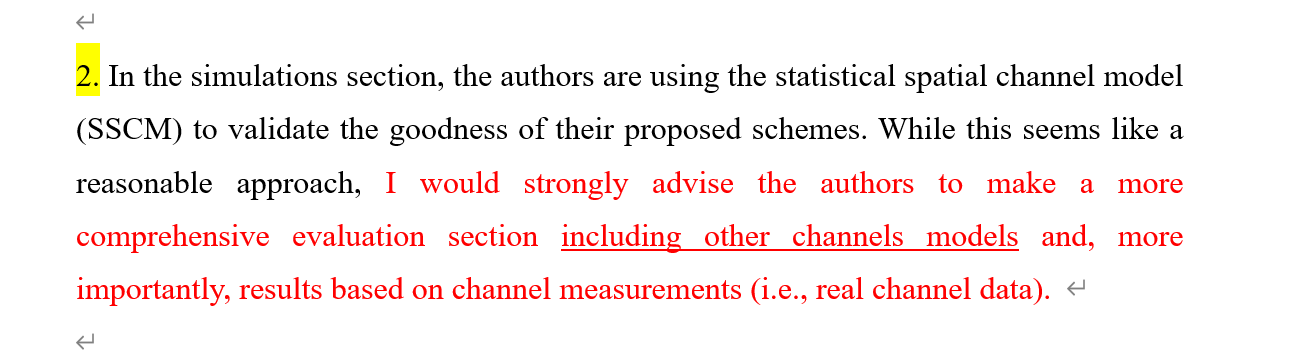 2. In the simulations section, the authors are using the statistical spatial channel model
(SSCM) to validate the goodness of their proposed schemes. While this seems like a
reasonable approach, I would strongly advise the authors to make a more
comprehensive evaluation section including other channels models and, more
importantly, results based on channel measurements (i.e., real channel data).